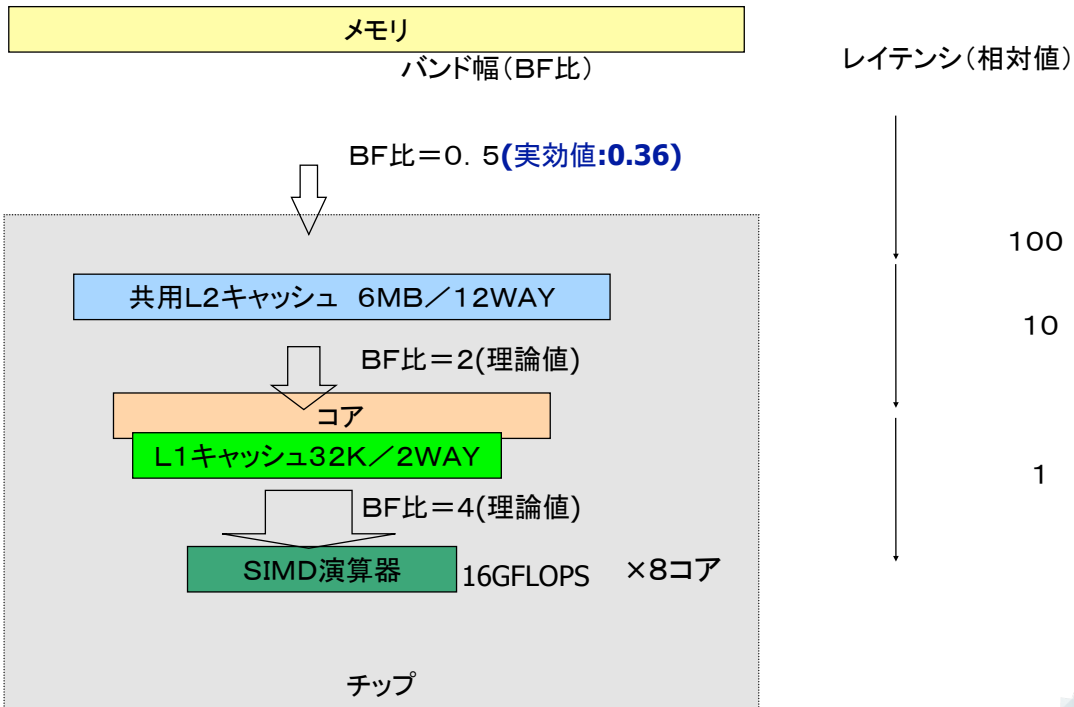 メモリ
バンド幅(BF比)
レイテンシ(相対値)
BF比=0.5(実効値:0.36)
100
共用L2キャッシュ 6MB/12WAY
10
BF比=2(理論値)
コア
L1キャッシュ32K/2WAY
1
BF比=4(理論値)
SIMD演算器
16GFLOPS ×8コア
チップ